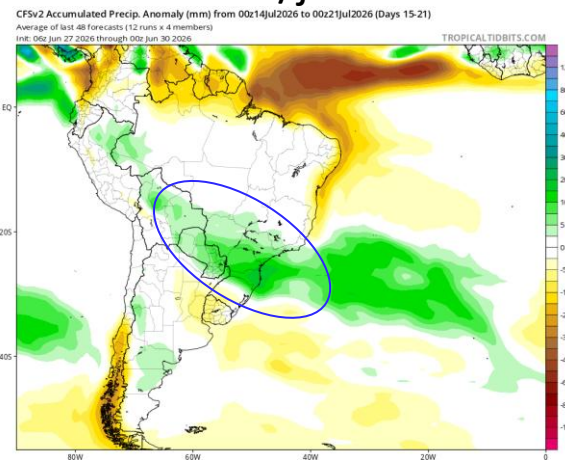 CFSv2 Accumulated Precip. Anomaly (mm) from 00z14Jul2026 to 00z21Jul2026 (Days 15-21)
Average of last 48 forecasts (12 runs x 4 members)
Init: 06z Jun 27 2026 through 00z Jun 30 2026
TROPICALTIDBITS.COM
EQ
20S
40S
80W
60W
40W
20W
0